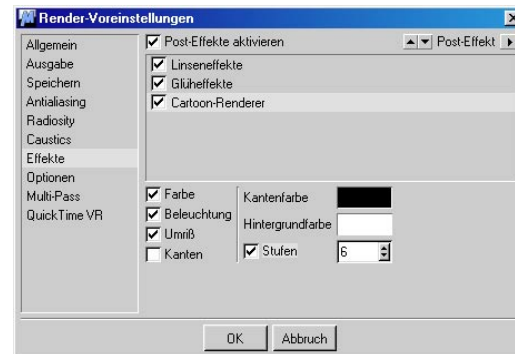 Render-Voreinstellungen
Allgemein
Ausgabe
Speichern
Antialiasing
Radiosity
Caustics
Effekte
Optionen
Multi-Pass
QuickTime VR
Post-Effekte aktivieren
Post-Effekt
Linseneffekte
Glüheffekte
Cartoon-Renderer
Farbe
Beleuchtung
Umriß
Kanten
Kantenfarbe
Hintergrundfarbe
Stufen
6
OK
Abbruch